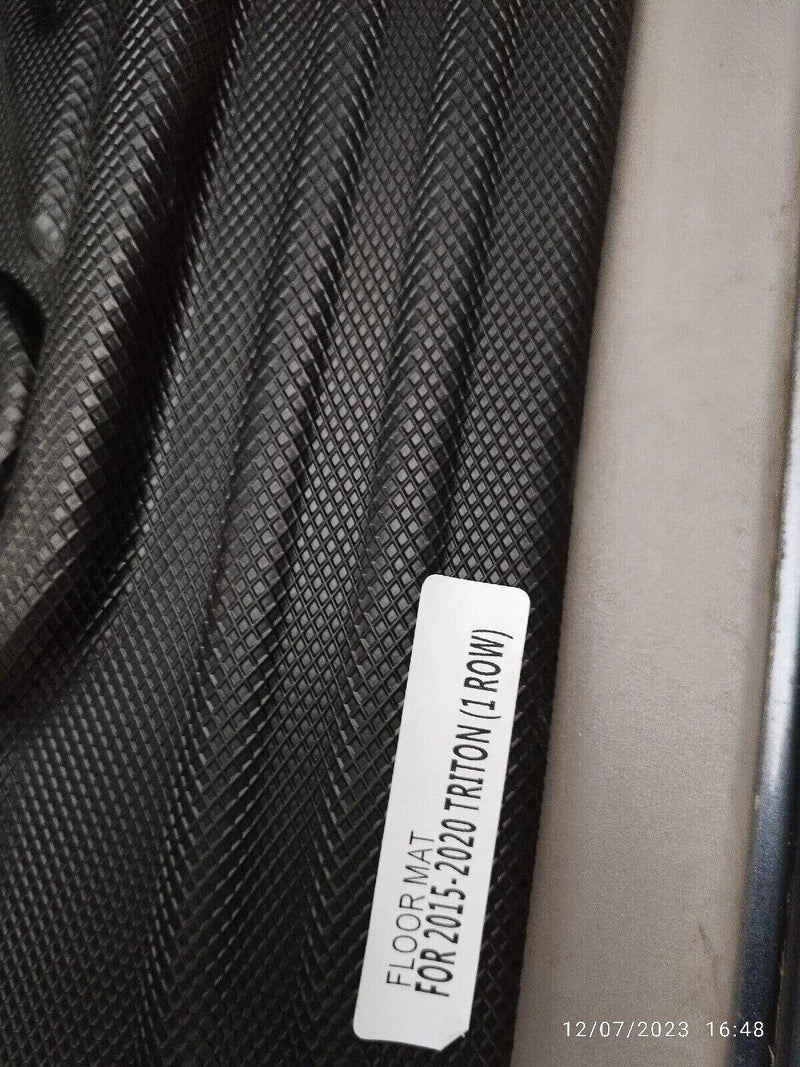 FLOOR MAT
FOR 2015-2020 TRITON (1 ROW)
12/07/2023 16:48